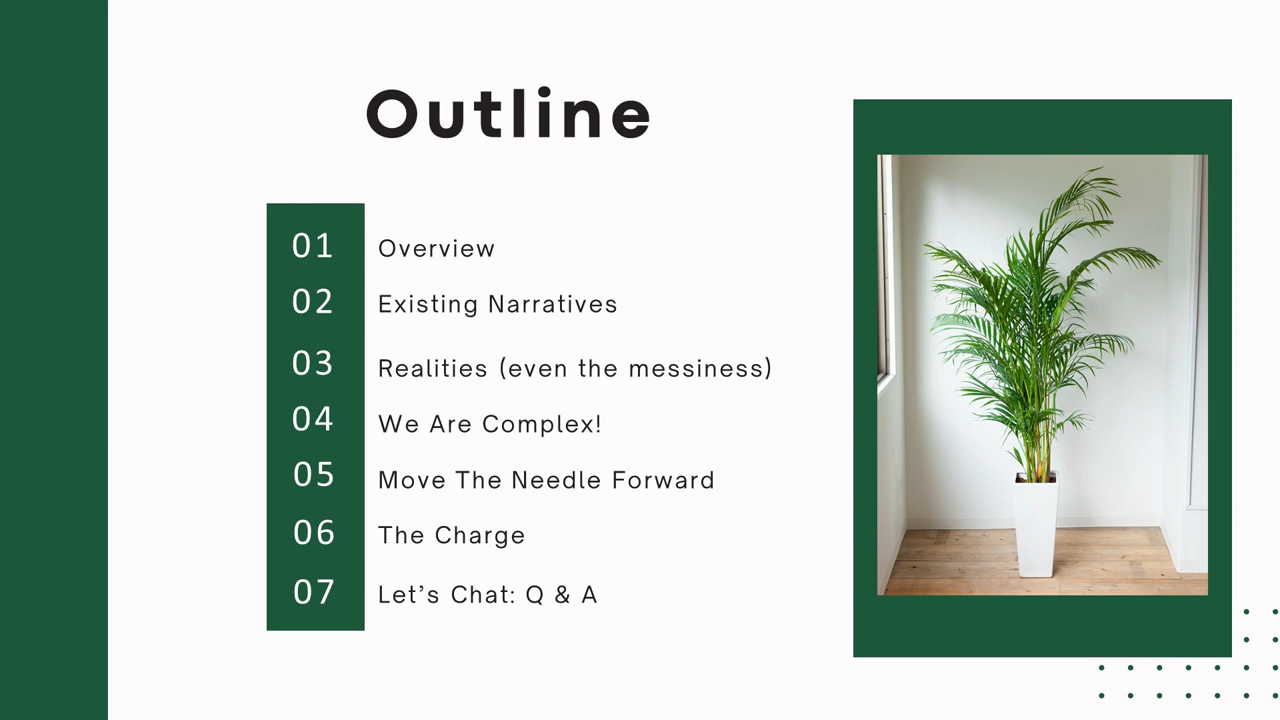 Outline
01 Overview
02 Existing Narratives
03 Realities (even the messiness)
04 We Are Complex!
05 Move The Needle Forward
06 The Charge
07 Let’s Chat: Q & A